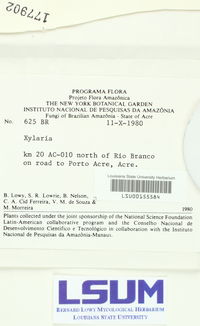 177902
PROGRAMA FLORA
Projeto Flora Amazônica
THE NEW YORK BOTANICAL GARDEN
INSTITUTO NACIONAL DE PESQUISAS DA AMAZÔNIA
Fungi of Brazilian Amazonia - State of Acre
No. 625 BR 11-X-1980
Xylaria
km 20 AC-010 north of Rio Branco
on road to Porto Acre, Acre.
Louisiana State University Herbarium
LSU00155584
B. Lowy, S. R. Lowrie, B. Nelson,
C. A. Cid Ferreira, V. M. de Souza &
M. Morreira 1980
Plants collected under the joint sponsorship of the National Science Foundation
Latin-American collaborative program and the Conselho Nacional de
Desenvolvimento Científico e Tecnológico in collaboration with the Instituto
Nacional de Pesquisas da Amazônia-Manaus.
LSUM
BERNARD LOWY MYCOLOGICAL HERBARIUM
LOUISIANA STATE UNIVERSITY